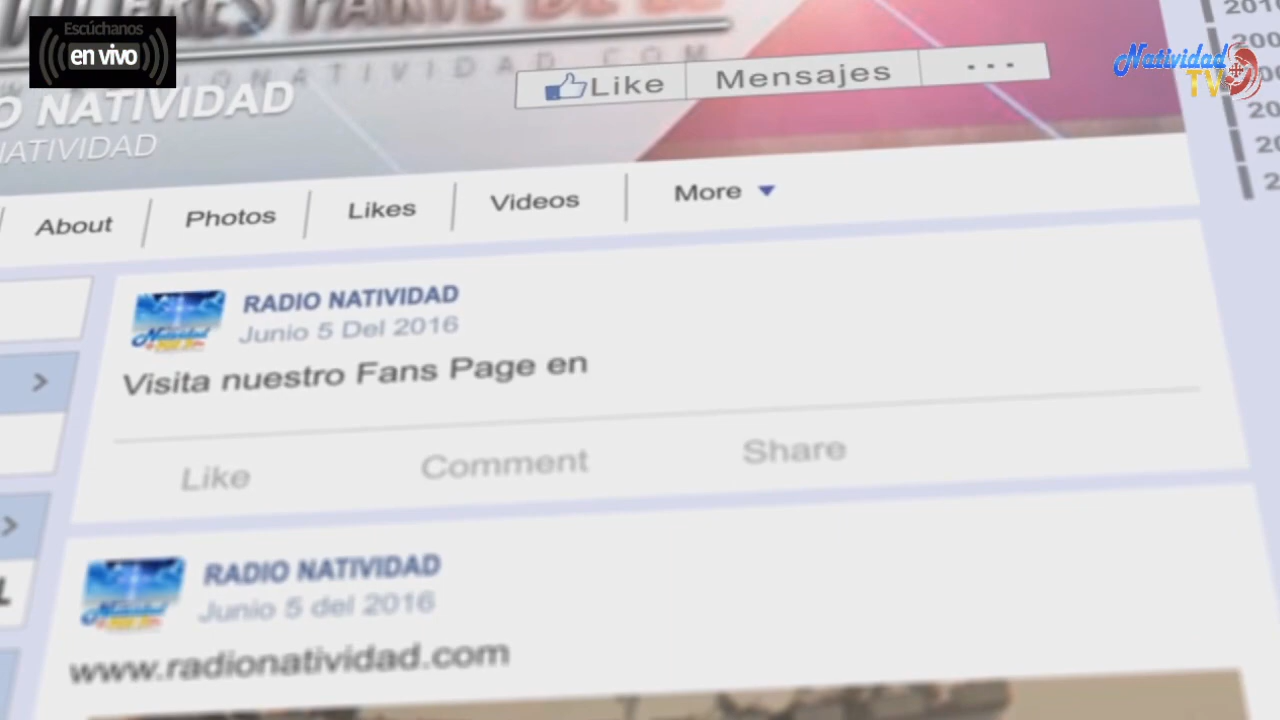 Escúchanos
en vivo
Natividad
TV
NATIVIDAD
NATIVIDAD
Like Mensajes ...
About Photos Likes Videos More
RADIO NATIVIDAD
Junio 5 Del 2016
Visita nuestro Fans Page en
Like Comment Share
RADIO NATIVIDAD
Junio 5 del 2016
www.radionatividad.com